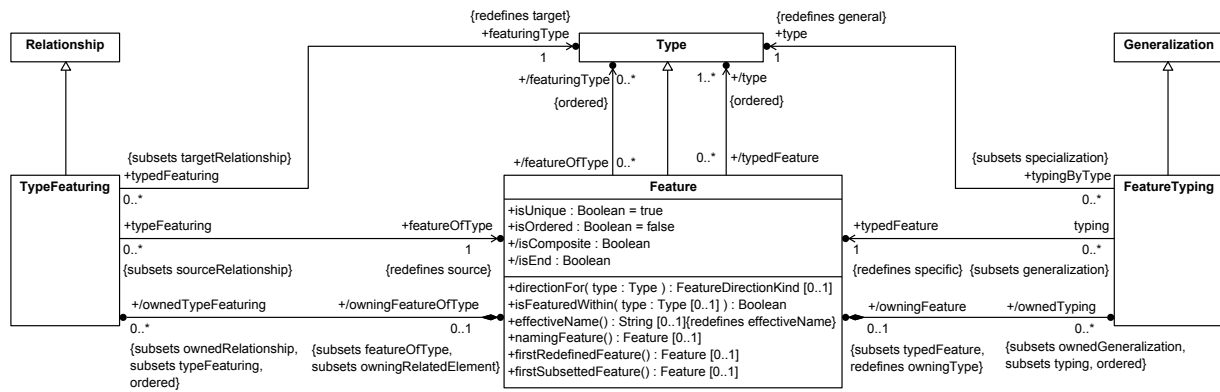 {redefines target}
+featuringType
1
{redefines general}
+type
1
Relationship
Type
Generalization
+/featuringType 0..*
{ordered}
1..* +/type
{ordered}
{subsets targetRelationship}
+typedFeaturing
0..*
+/featureOfType 0..*
0..* +/typedFeature
{subsets specialization}
+typingByType
0..*
TypeFeaturing
Feature
FeatureTyping
+isUnique : Boolean = true
+isOrdered : Boolean = false
+/isComposite : Boolean
+/isEnd : Boolean
+typeFeaturing
0..*
{subsets sourceRelationship}
+featureOfType
1
{redefines source}
+typedFeature
1
{redefines specific}
typing
0..*
{subsets generalization}
+directionFor( type : Type ) : FeatureDirectionKind [0..1]
+isFeaturedWithin( type : Type [0..1] ) : Boolean
+effectiveName() : String [0..1]{redefines effectiveName}
+namingFeature() : Feature [0..1]
+firstRedefinedFeature() : Feature [0..1]
+firstSubsettedFeature() : Feature [0..1]
+/ownedTypeFeaturing
0..*
{subsets ownedRelationship,
subsets typeFeaturing,
ordered}
+/owningFeatureOfType
0..1
{subsets featureOfType,
subsets owningRelatedElement}
+/owningFeature
0..1
{subsets typedFeature,
redefines owningType}
+/ownedTyping
0..*
{subsets ownedGeneralization,
subsets typing, ordered}